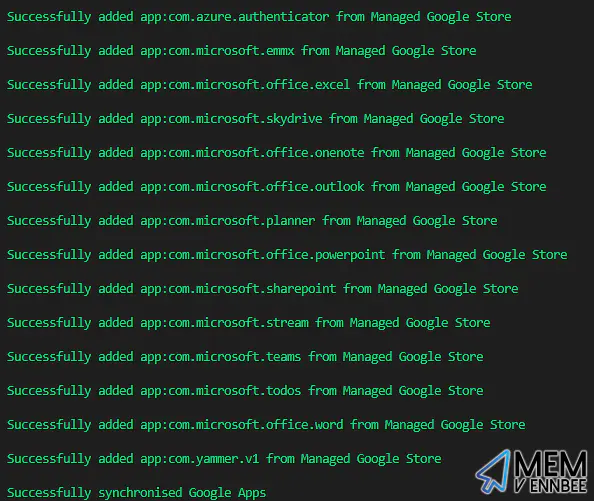 Successfully added app:com.azure.authenticator from Managed Google Store
Successfully added app:com.microsoft.emmx from Managed Google Store
Successfully added app:com.microsoft.office.excel from Managed Google Store
Successfully added app:com.microsoft.skydrive from Managed Google Store
Successfully added app:com.microsoft.office.onenote from Managed Google Store
Successfully added app:com.microsoft.office.outlook from Managed Google Store
Successfully added app:com.microsoft.planner from Managed Google Store
Successfully added app:com.microsoft.office.powerpoint from Managed Google Store
Successfully added app:com.microsoft.sharepoint from Managed Google Store
Successfully added app:com.microsoft.stream from Managed Google Store
Successfully added app:com.microsoft.teams from Managed Google Store
Successfully added app:com.microsoft.todos from Managed Google Store
Successfully added app:com.microsoft.office.word from Managed Google Store
Successfully added app:com.yammer.v1 from Managed Google Store
Successfully synchronised Google Apps
MEM
V ENNBEE